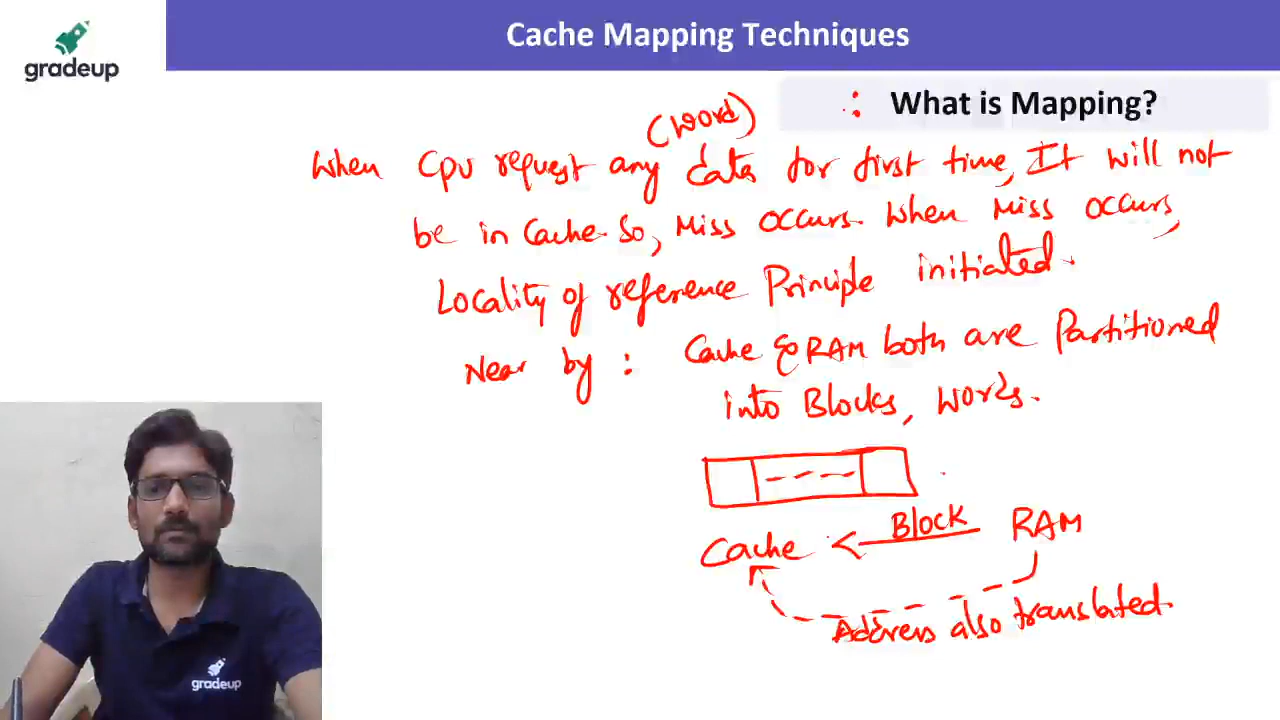 Cache Mapping Techniques
gradeup
: What is Mapping?
(Word)
When CPU request any data for first time, It will not
be in Cache. So, Miss occurs. When Miss occurs,
Locality of reference Principle initiated.
Near by : Cache & RAM both are Partitioned
into Blocks, words.
Block
Cache RAM
Address also translated.
gradeup